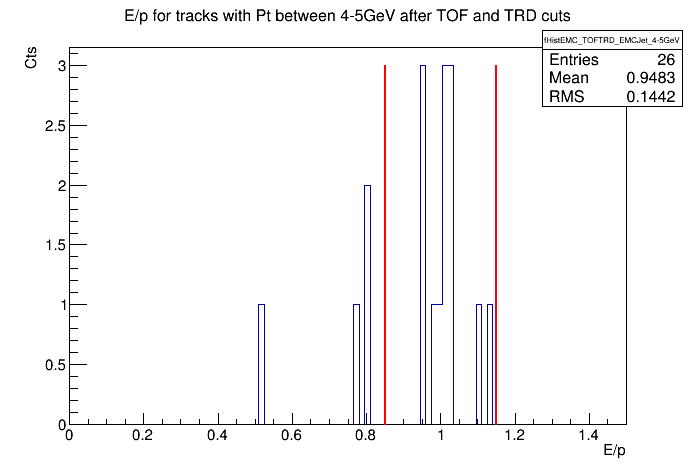 E/p for tracks with Pt between 4-5GeV after TOF and TRD cuts
fHistEMC_TOFTRD_EMCJet_4-5GeV
Entries 26
Mean 0.9483
RMS 0.1442
Cts
3
2.5
2
1.5
1
0.5
0
0 0.2 0.4 0.6 0.8 1 1.2 1.4
E/p